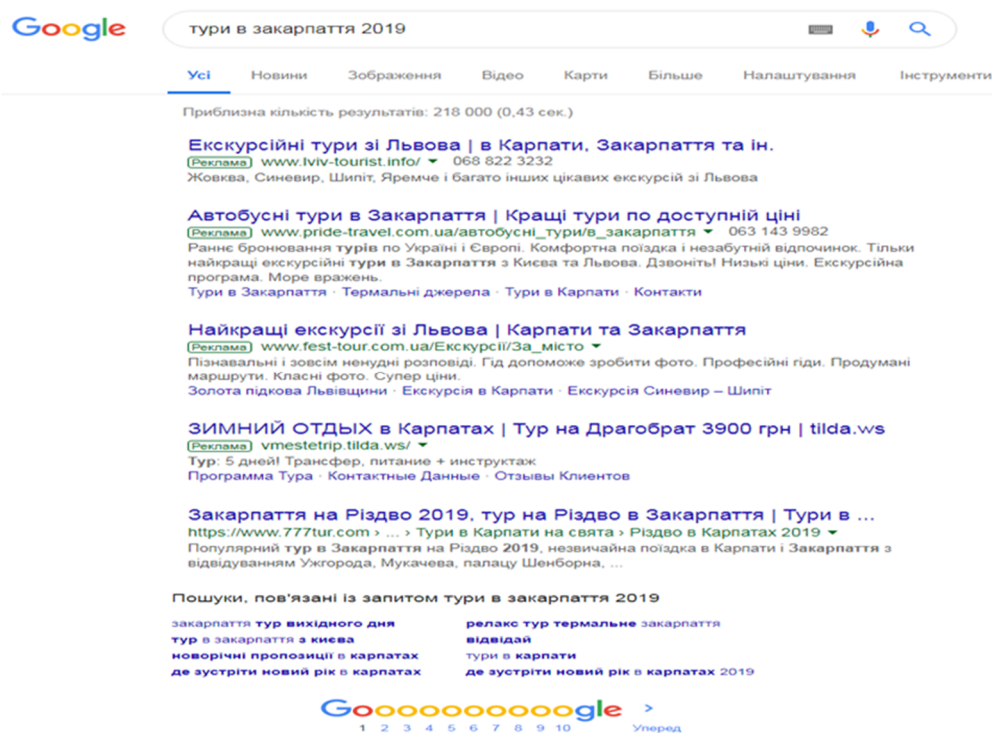 Google
тури в закарпаття 2019
Усі Новини Зображення Відео Карти Більше Налаштування Інструменти
Приблизна кількість результатів: 218 000 (0,43 сек.)
Екскурсійні тури зі Львова | в Карпати, Закарпаття та ін.
Реклама www.lviv-tourist.info/ 068 822 3232
Жовква, Синевир, Шипіт, Яремче і багато інших цікавих екскурсій зі Львова
Автобусні тури в Закарпаття | Кращі тури по доступній ціні
Реклама www.pride-travel.com.ua/автобусні_тури/в_закарпаття 063 143 9982
Раннє бронювання турів по Україні і Європі. Комфортна поїздка і незабутній відпочинок. Тільки
найкращі екскурсійні тури в Закарпаття з Києва та Львова. Дзвоніть! Низькі ціни. Екскурсійна
програма. Море вражень.
Тури в Закарпаття · Термальні джерела · Тури в Карпати · Контакти
Найкращі екскурсії зі Львова | Карпати та Закарпаття
Реклама www.fest-tour.com.ua/Екскурсії/За_місто
Пізнавальні і зовсім ненудні розповіді. Гід допоможе зробити фото. Професійні гіди. Продумані
маршрути. Класні фото. Супер ціни.
Золота підкова Львівщини · Екскурсія в Карпати · Екскурсія Синевир – Шипіт
ЗИМНИЙ ОТДЫХ в Карпатах | Тур на Драгобрат 3900 грн | tilda.ws
Реклама vmestetrip.tilda.ws/
Тур: 5 дней! Трансфер, питание + инструктаж
Программа Тура · Контактные Данные · Отзывы Клиентов
Закарпаття на Різдво 2019, тур на Різдво в Закарпаття | Тури в ...
https://www.777tur.com › ... › Тури в Карпати на свята › Різдво в Карпатах 2019
Популярний тур в Закарпаття на Різдво 2019, незвичайна поїздка в Карпати і Закарпаття з
відвідуванням Ужгорода, Мукачева, палацу Шенборна, ...
Пошуки, пов'язані із запитом тури в закарпаття 2019
закарпаття тур вихідного дня релакс тур термальне закарпаття
тур в закарпаття з києва відвідай
новорічні пропозиції в карпатах тури в карпати
де зустріти новий рік в карпатах де зустріти новий рік в карпатах 2019
Goooooooooogle >
1 2 3 4 5 6 7 8 9 10 Уперед